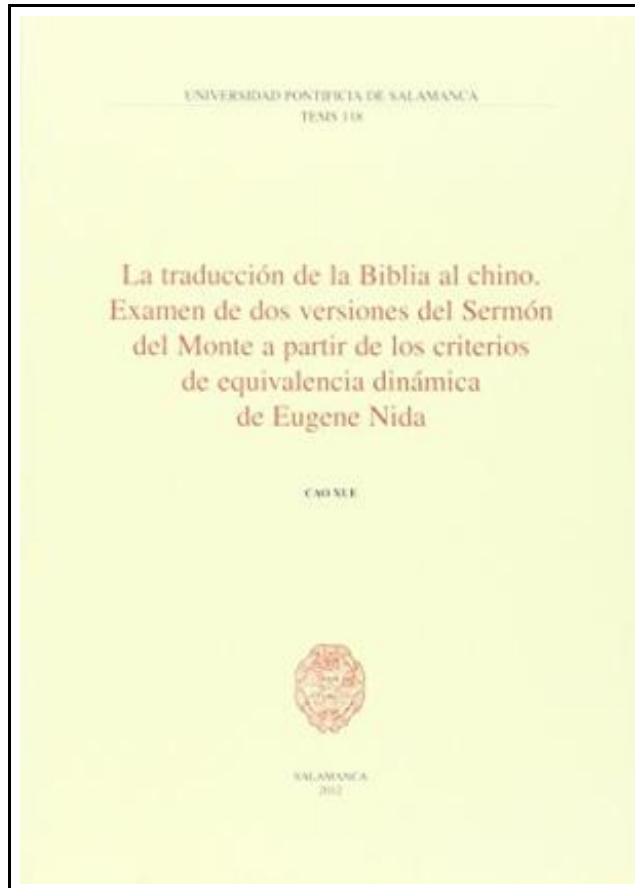 UNIVERSIDAD PONTIFICIA DE SALAMANCA
TESIS 118
La traducción de la Biblia al chino.
Examen de dos versiones del Sermón
del Monte a partir de los criterios
de equivalencia dinámica
de Eugene Nida
CAO XUE
SALAMANCA
2012